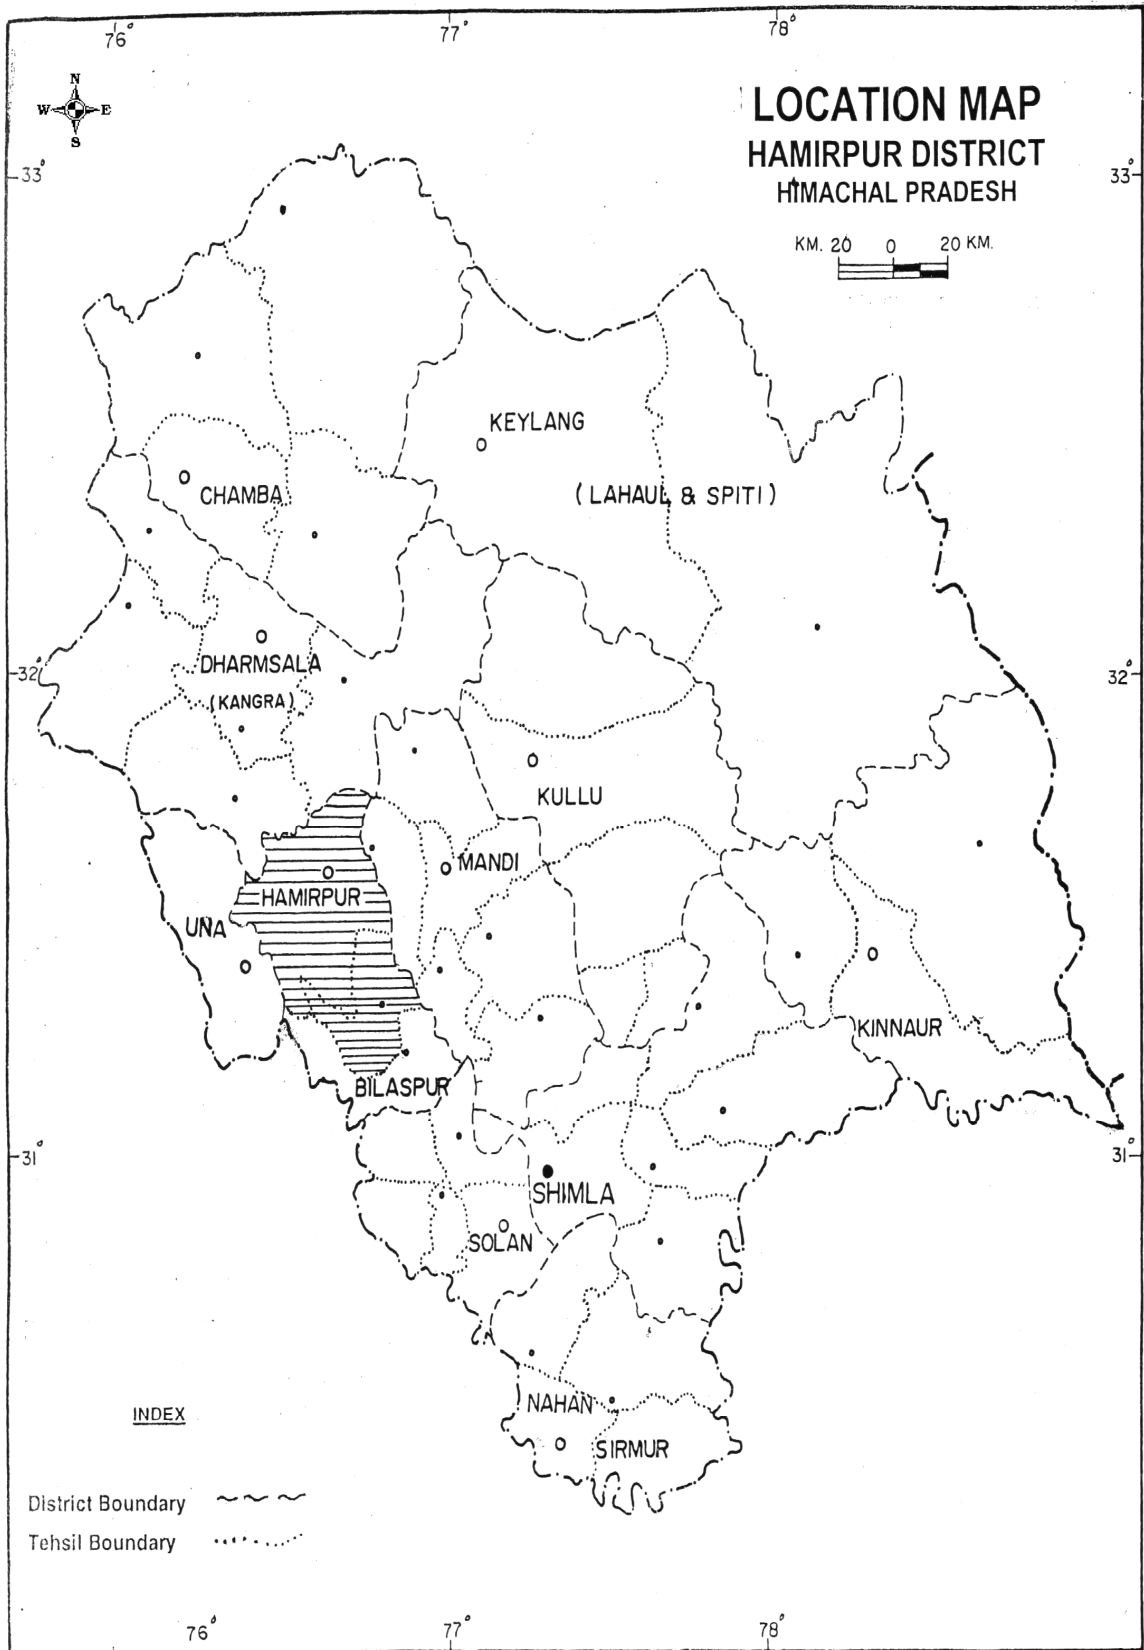 76° 77° 78°
N
W E
S
LOCATION MAP
HAMIRPUR DISTRICT
HIMACHAL PRADESH
33° 33°
KM. 20 0 20 KM.
KEYLANG
CHAMBA
(LAHAUL & SPITI)
DHARMSALA
32° 32°
(KANGRA)
KULLU
MANDI
HAMIRPUR
UNA
KINNAUR
BILASPUR
31° 31°
SHIMLA
SOLAN
NAHAN
INDEX
SIRMUR
District Boundary
Tehsil Boundary
76° 77° 78°